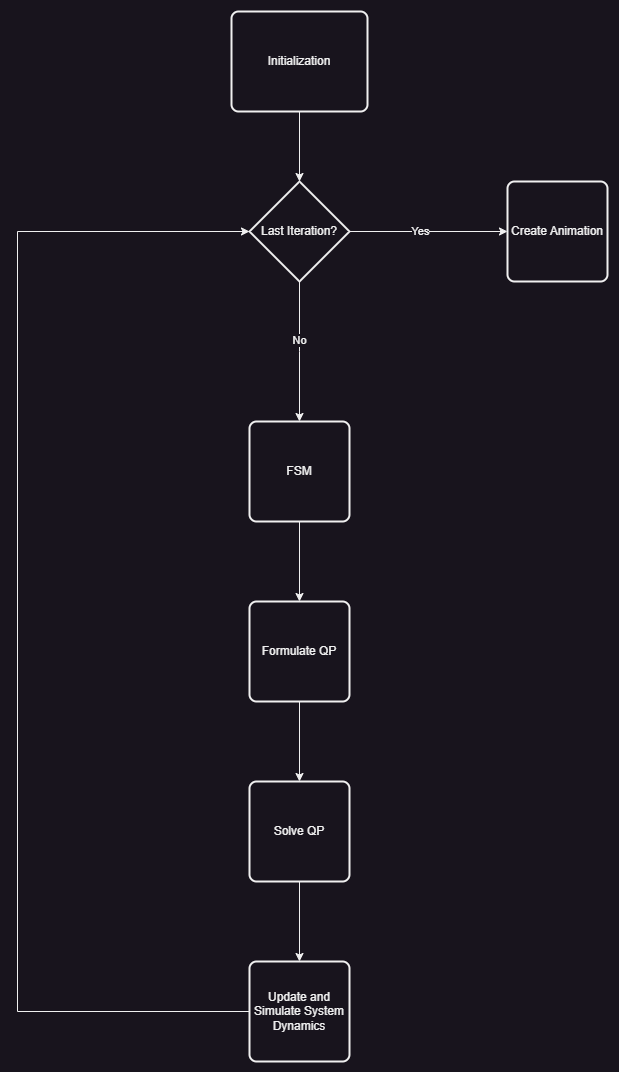 Initialization
Last Iteration?
Yes
Create Animation
No
FSM
Formulate QP
Solve QP
Update and
Simulate System
Dynamics